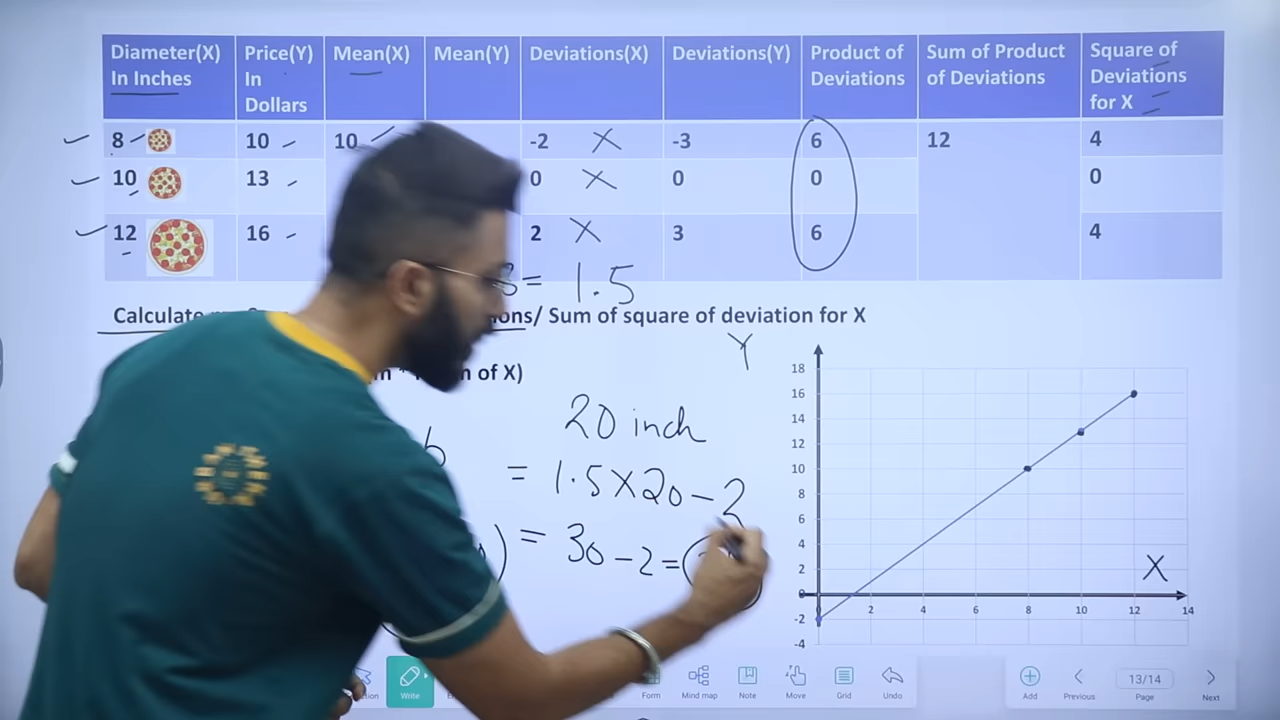 Diameter(X) In Inches Price(Y) In Dollars Mean(X) Mean(Y) Deviations(X) Deviations(Y) Product of Deviations Sum of Product of Deviations Square of Deviations for X
8 10 10 -2 X -3 6 12 4
10 13 0 X 0 0 0
12 16 2 X 3 6 4
= 1.5
Calculate
ons/ Sum of square of deviation for X
n of X)
20 inch
b
= 1.5X20-2
= 30-2=
Y
18
16
14
12
10
8
6
4
2
0
-2
-4
2 4 6 8 10 12 14
X
Write Form Mind map Note Move Grid Undo Add Previous 13/14 Page Next